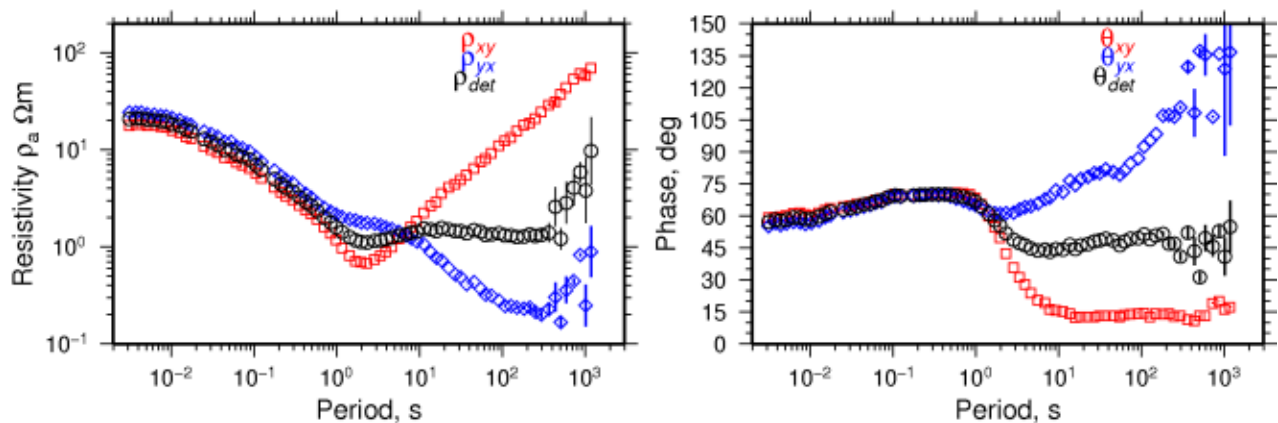 ρxy
ρyx
ρdet
Resistivity ρa Ωm
10²
10¹
10⁰
10⁻¹
10⁻² 10⁻¹ 10⁰ 10¹ 10² 10³
Period, s
θxy
θyx
θdet
Phase, deg
150
135
120
105
90
75
60
45
30
15
0
10⁻² 10⁻¹ 10⁰ 10¹ 10² 10³
Period, s